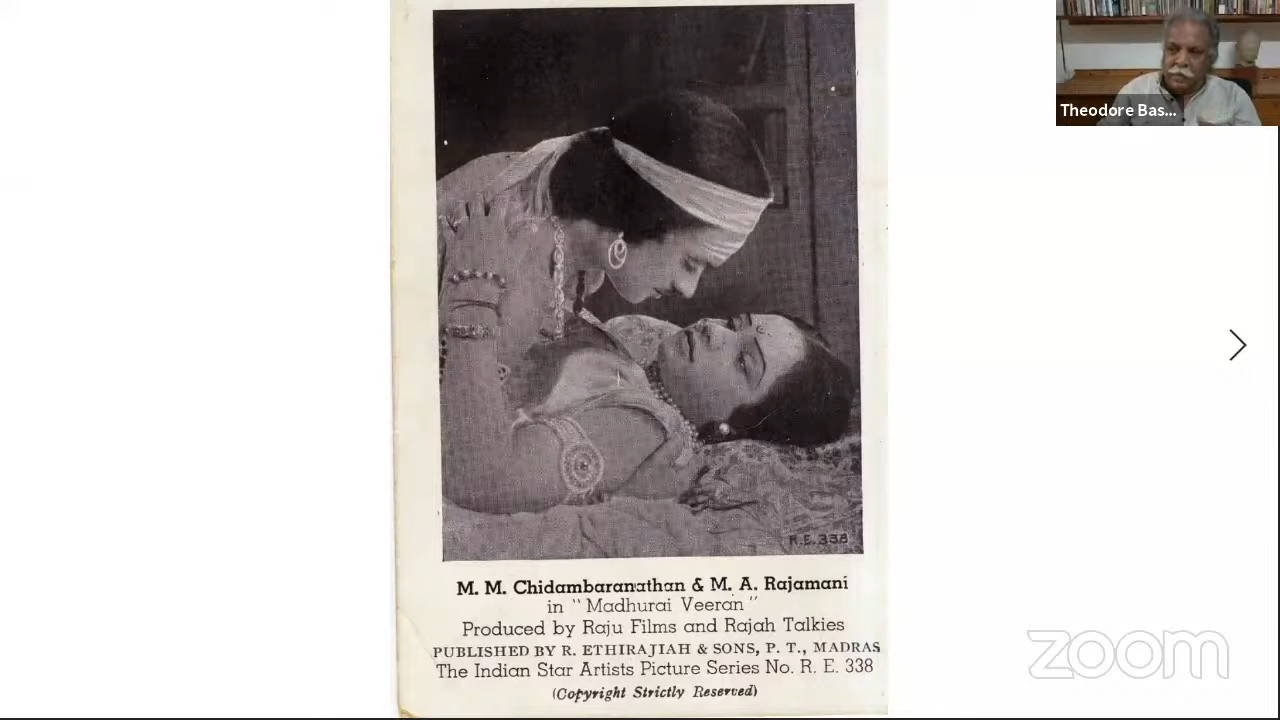 Theodore Bas...
R.E.338
M. M. Chidambaranathan & M. A. Rajamani
in "Madhurai Veeran"
Produced by Raju Films and Rajah Talkies
PUBLISHED BY R. ETHIRAJIAH & SONS, P. T., MADRAS
The Indian Star Artists Picture Series No. R. E. 338
(Copyright Strictly Reserved)
zoom